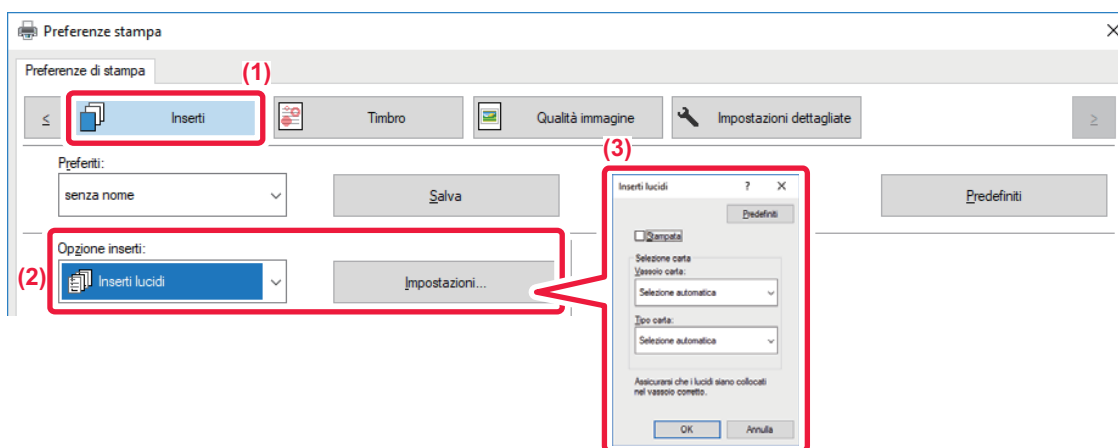 Preferenze stampa
Preferenze di stampa
(1)
< Inserti Timbro Qualità immagine Impostazioni dettagliate >
Preferiti:
senza nome Salva Predefiniti
(2)
Opzione inserti:
Inserti lucidi Impostazioni...
(3)
Inserti lucidi ? X
Predefiniti
Stampata
Selezione carta
Vassoio carta:
Selezione automatica
Tipo carta:
Selezione automatica
Assicurarsi che i lucidi siano collocati
nel vassoio corretto.
OK Annulla